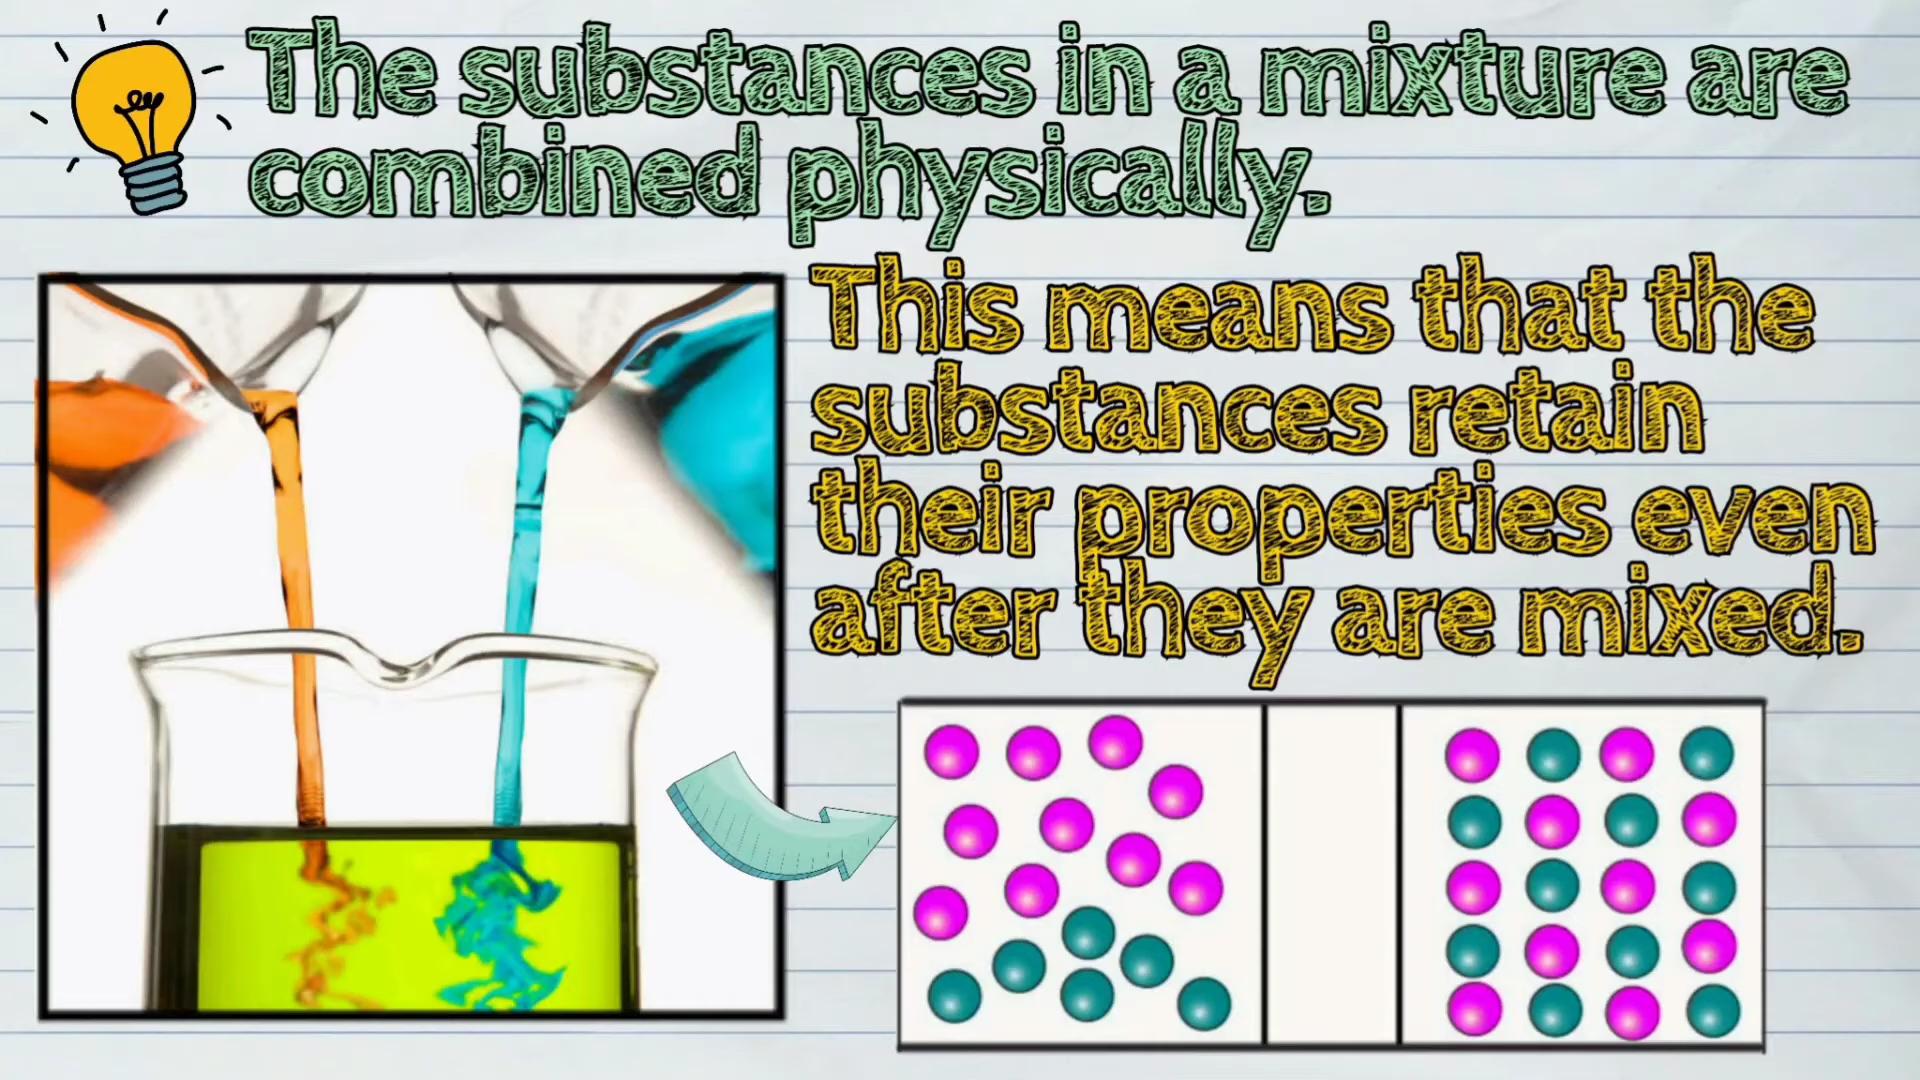 The substances in a mixture are
combined physically.
This means that the
substances retain
their properties even
after they are mixed.